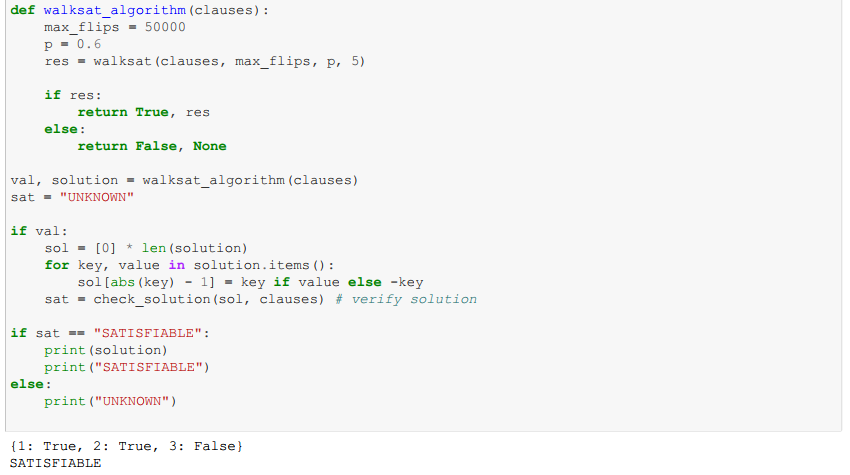 def walksat_algorithm(clauses):
    max_flips = 50000
    p = 0.6
    res = walksat(clauses, max_flips, p, 5)

    if res:
        return True, res
    else:
        return False, None

val, solution = walksat_algorithm(clauses)
sat = "UNKNOWN"

if val:
    sol = [0] * len(solution)
    for key, value in solution.items():
        sol[abs(key) - 1] = key if value else -key
    sat = check_solution(sol, clauses) # verify solution

if sat == "SATISFIABLE":
    print(solution)
    print("SATISFIABLE")
else:
    print("UNKNOWN")

{1: True, 2: True, 3: False}
SATISFIABLE